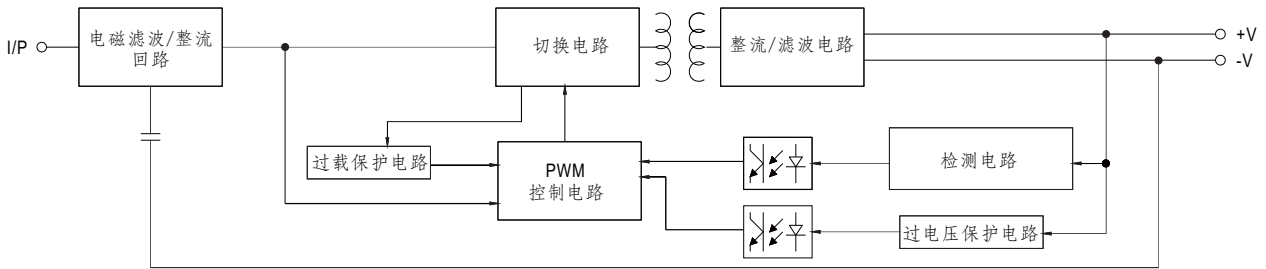 I/P
电磁滤波/整流
回路
切换电路
整流/滤波电路
+V
-V
过载保护电路
PWM
控制电路
检测电路
过电压保护电路